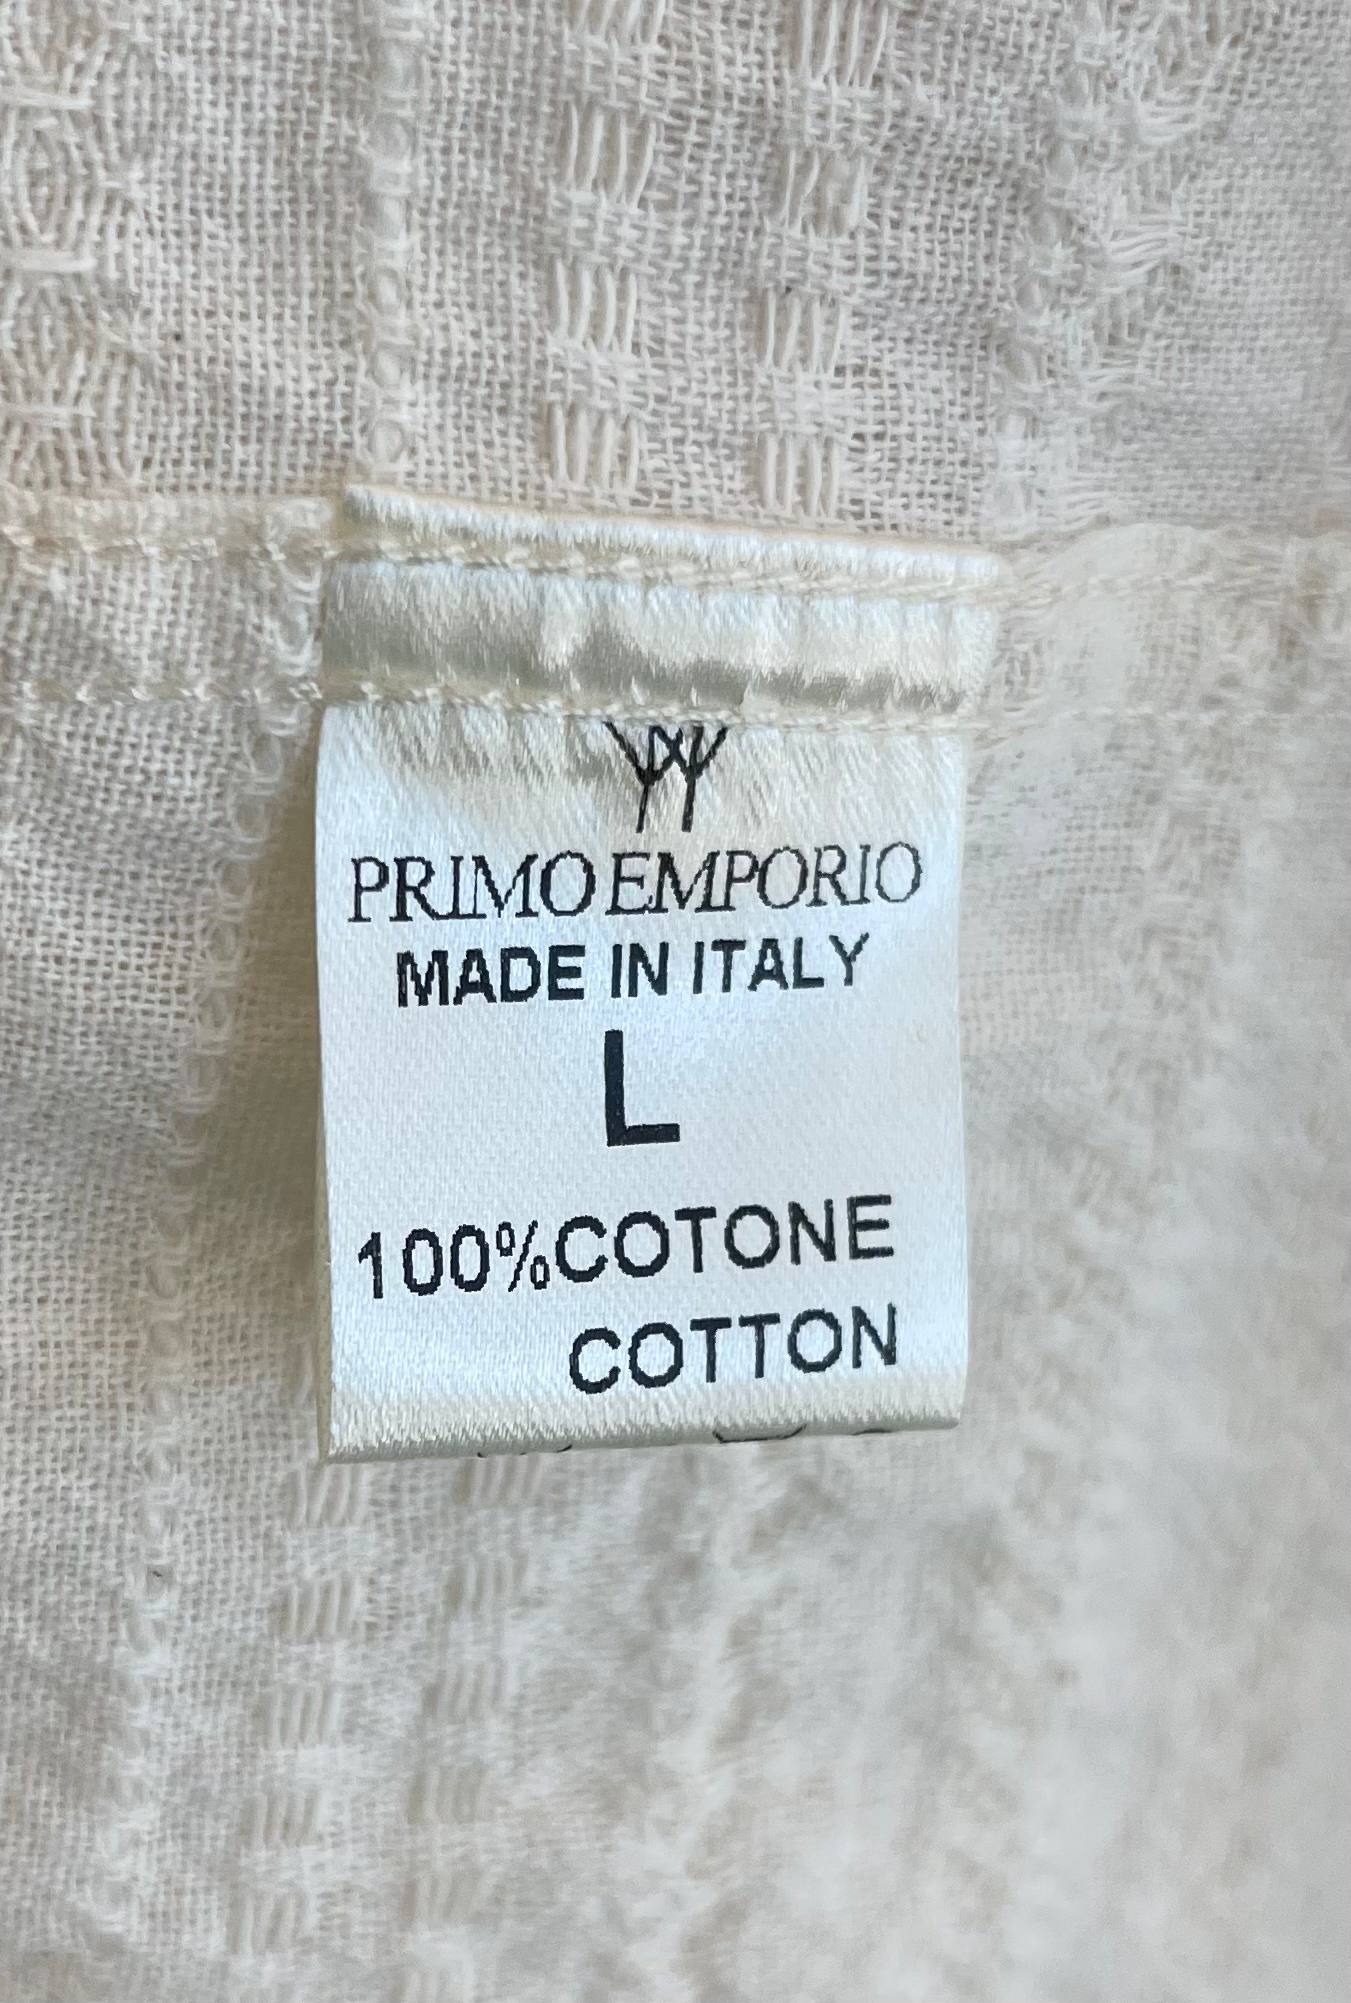 PRIMO EMPORIO
MADE IN ITALY
L
100%COTONE
COTTON